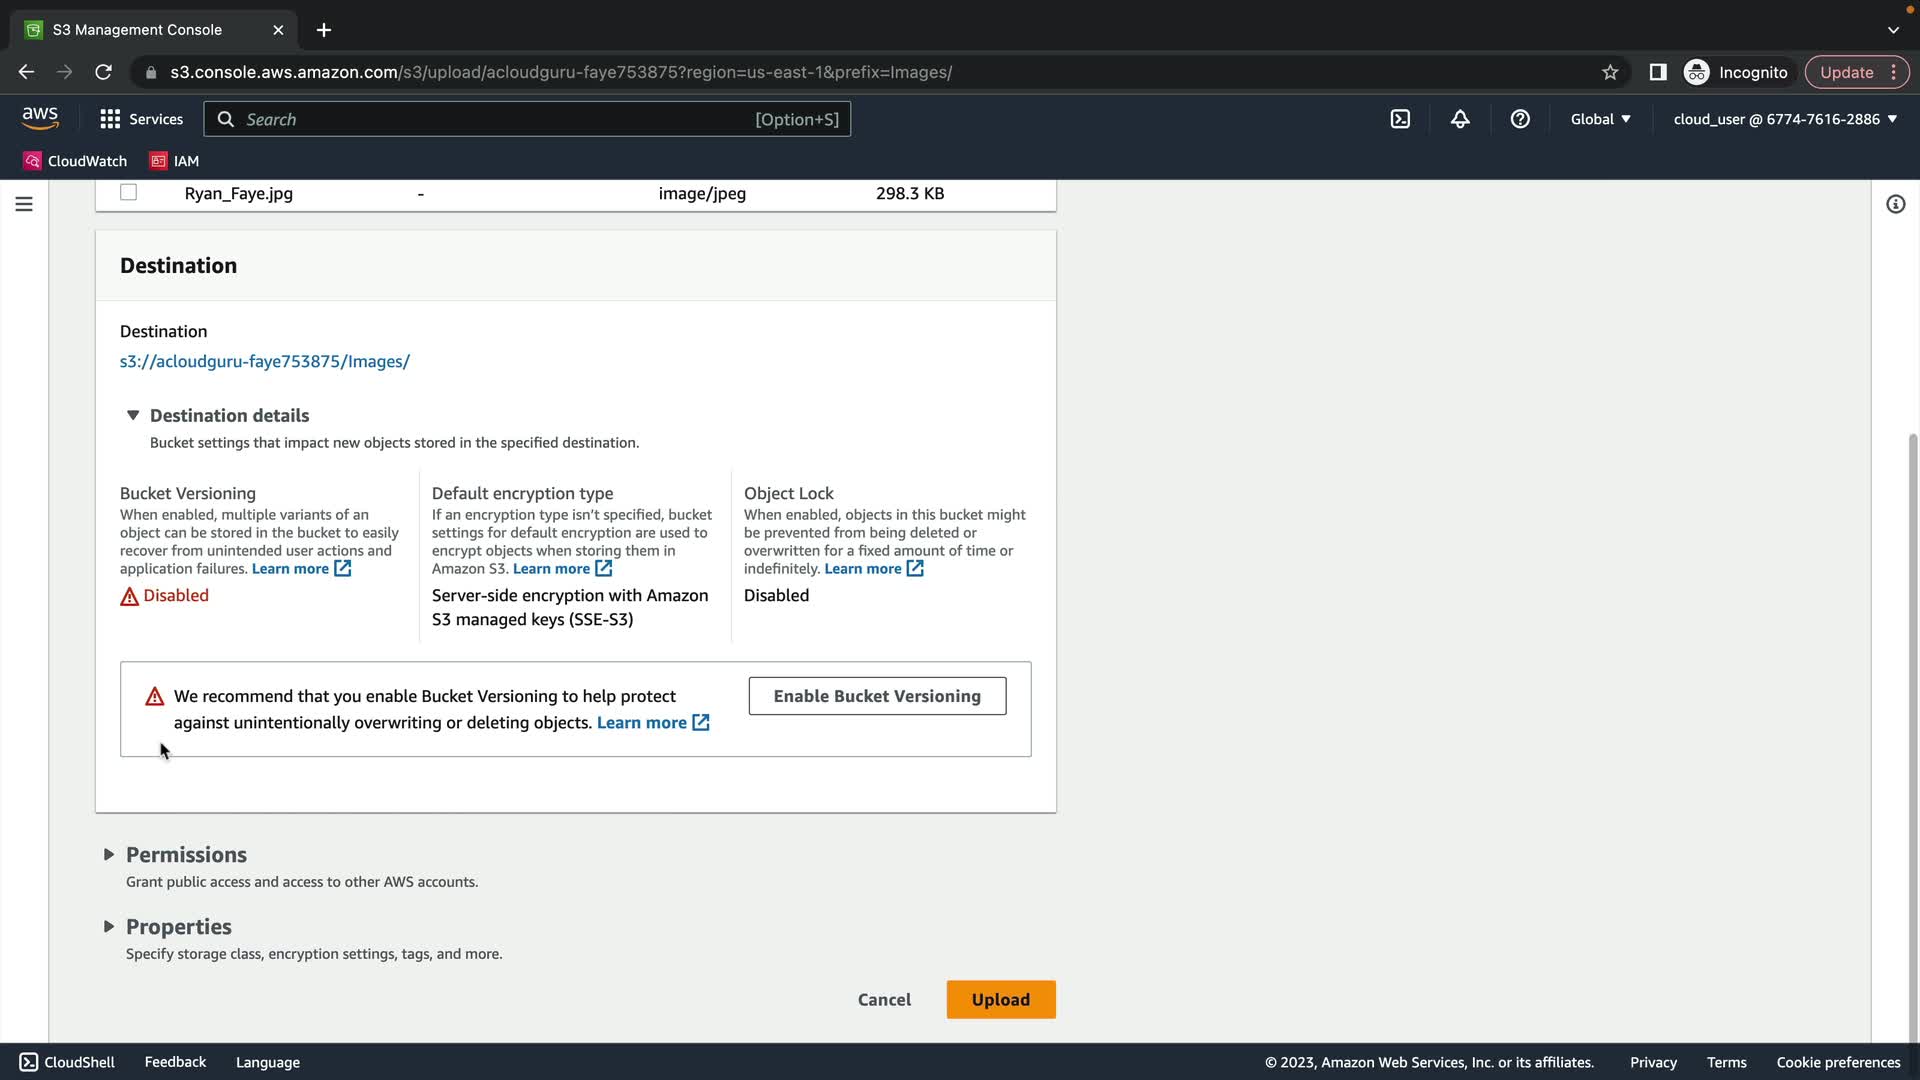 S3 Management Console
s3.console.aws.amazon.com/s3/upload/acloudguru-faye753875?region=us-east-1&prefix=Images/
Incognito
Update
aws
Services
Search
[Option+S]
Global
cloud_user @ 6774-7616-2886
CloudWatch
IAM
Ryan_Faye.jpg - image/jpeg 298.3 KB
Destination
Destination
s3://acloudguru-faye753875/Images/
Destination details
Bucket settings that impact new objects stored in the specified destination.
Bucket Versioning
When enabled, multiple variants of an
object can be stored in the bucket to easily
recover from unintended user actions and
application failures. Learn more
Disabled
Default encryption type
If an encryption type isn't specified, bucket
settings for default encryption are used to
encrypt objects when storing them in
Amazon S3. Learn more
Server-side encryption with Amazon
S3 managed keys (SSE-S3)
Object Lock
When enabled, objects in this bucket might
be prevented from being deleted or
overwritten for a fixed amount of time or
indefinitely. Learn more
Disabled
We recommend that you enable Bucket Versioning to help protect
against unintentionally overwriting or deleting objects. Learn more
Enable Bucket Versioning
Permissions
Grant public access and access to other AWS accounts.
Properties
Specify storage class, encryption settings, tags, and more.
Cancel
Upload
CloudShell
Feedback
Language
© 2023, Amazon Web Services, Inc. or its affiliates.
Privacy
Terms
Cookie preferences